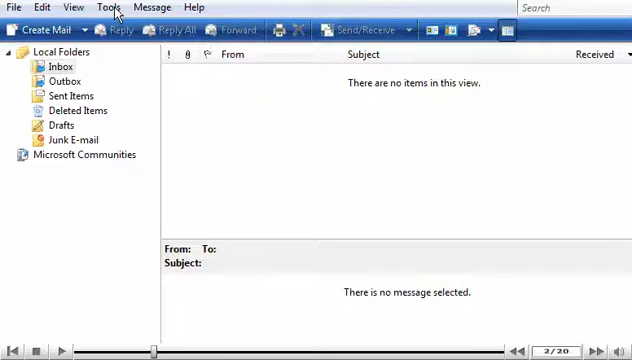 File Edit View Tools Message Help Search
Create Mail Reply Reply All Forward Send/Receive
Local Folders ! From Subject Received
Inbox
Outbox
Sent Items
Deleted Items
Drafts
Junk E-mail
Microsoft Communities
There are no items in this view.
From: To:
Subject:
There is no message selected.
2/20